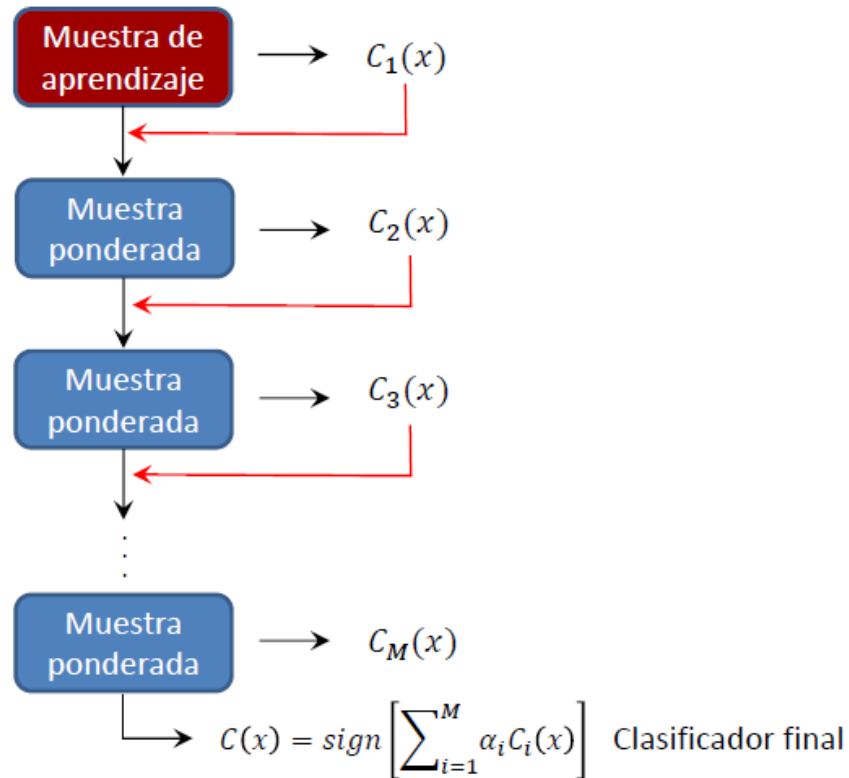 Muestra de
aprendizaje
C₁(x)
Muestra
ponderada
C₂(x)
Muestra
ponderada
C₃(x)
⋮
Muestra
ponderada
C_M(x)
C(x) = sign[∑_{i=1}^{M} α_i C_i(x)] Clasificador final